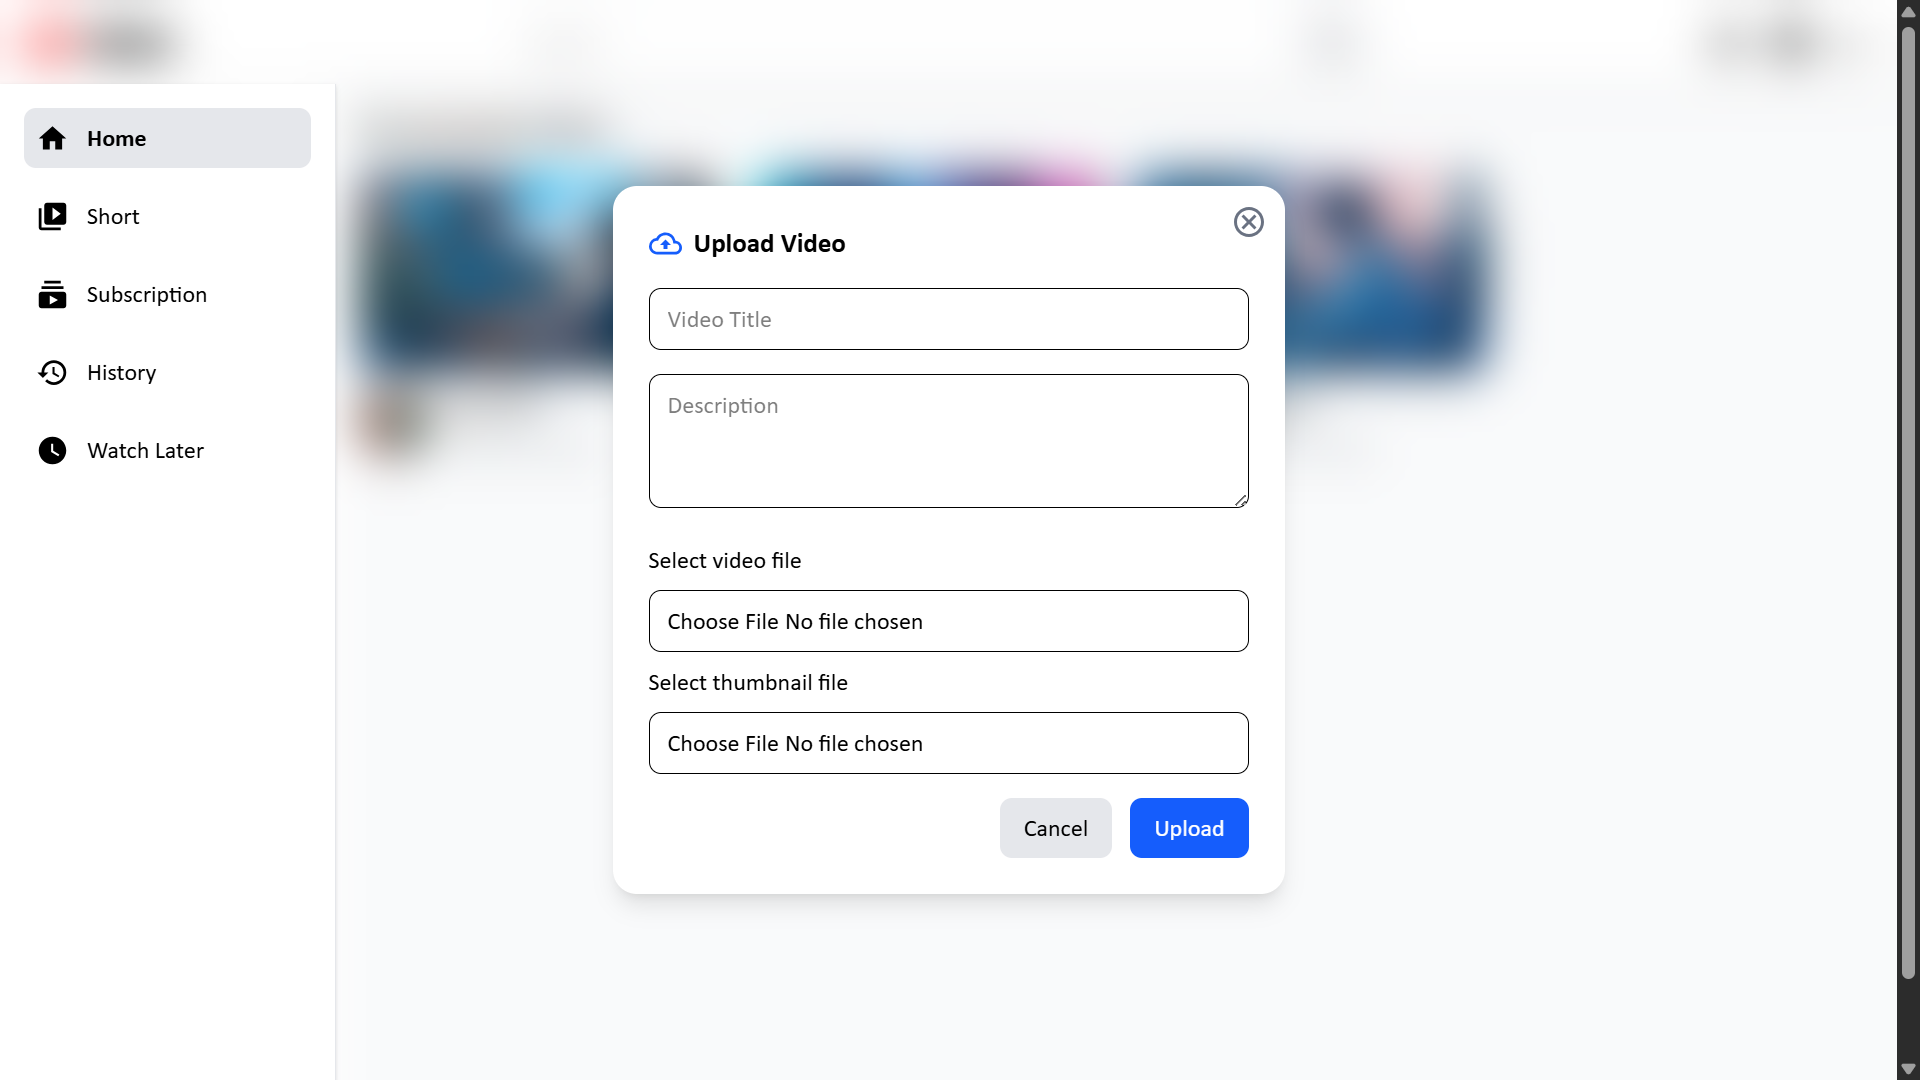 Home
Short
Subscription
History
Watch Later
Upload Video
Video Title
Description
Select video file
Choose File No file chosen
Select thumbnail file
Choose File No file chosen
Cancel
Upload